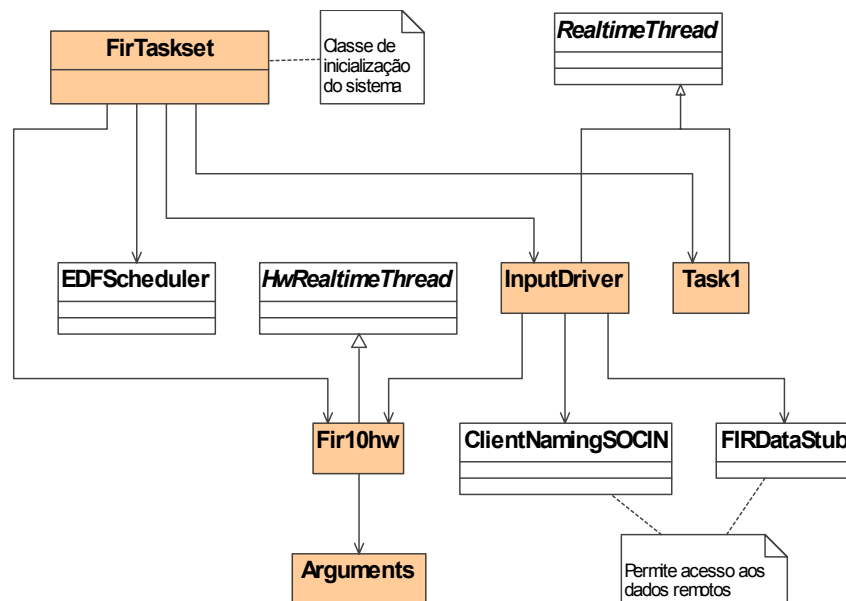 FirTaskset
Classe de
inicialização
do sistema
RealtimeThread
EDFScheduler
HwRealtimeThread
InputDriver
Task1
Fir10hw
ClientNamingSOCIN
FIRDataStub
Arguments
Permite acesso aos
dados remotos